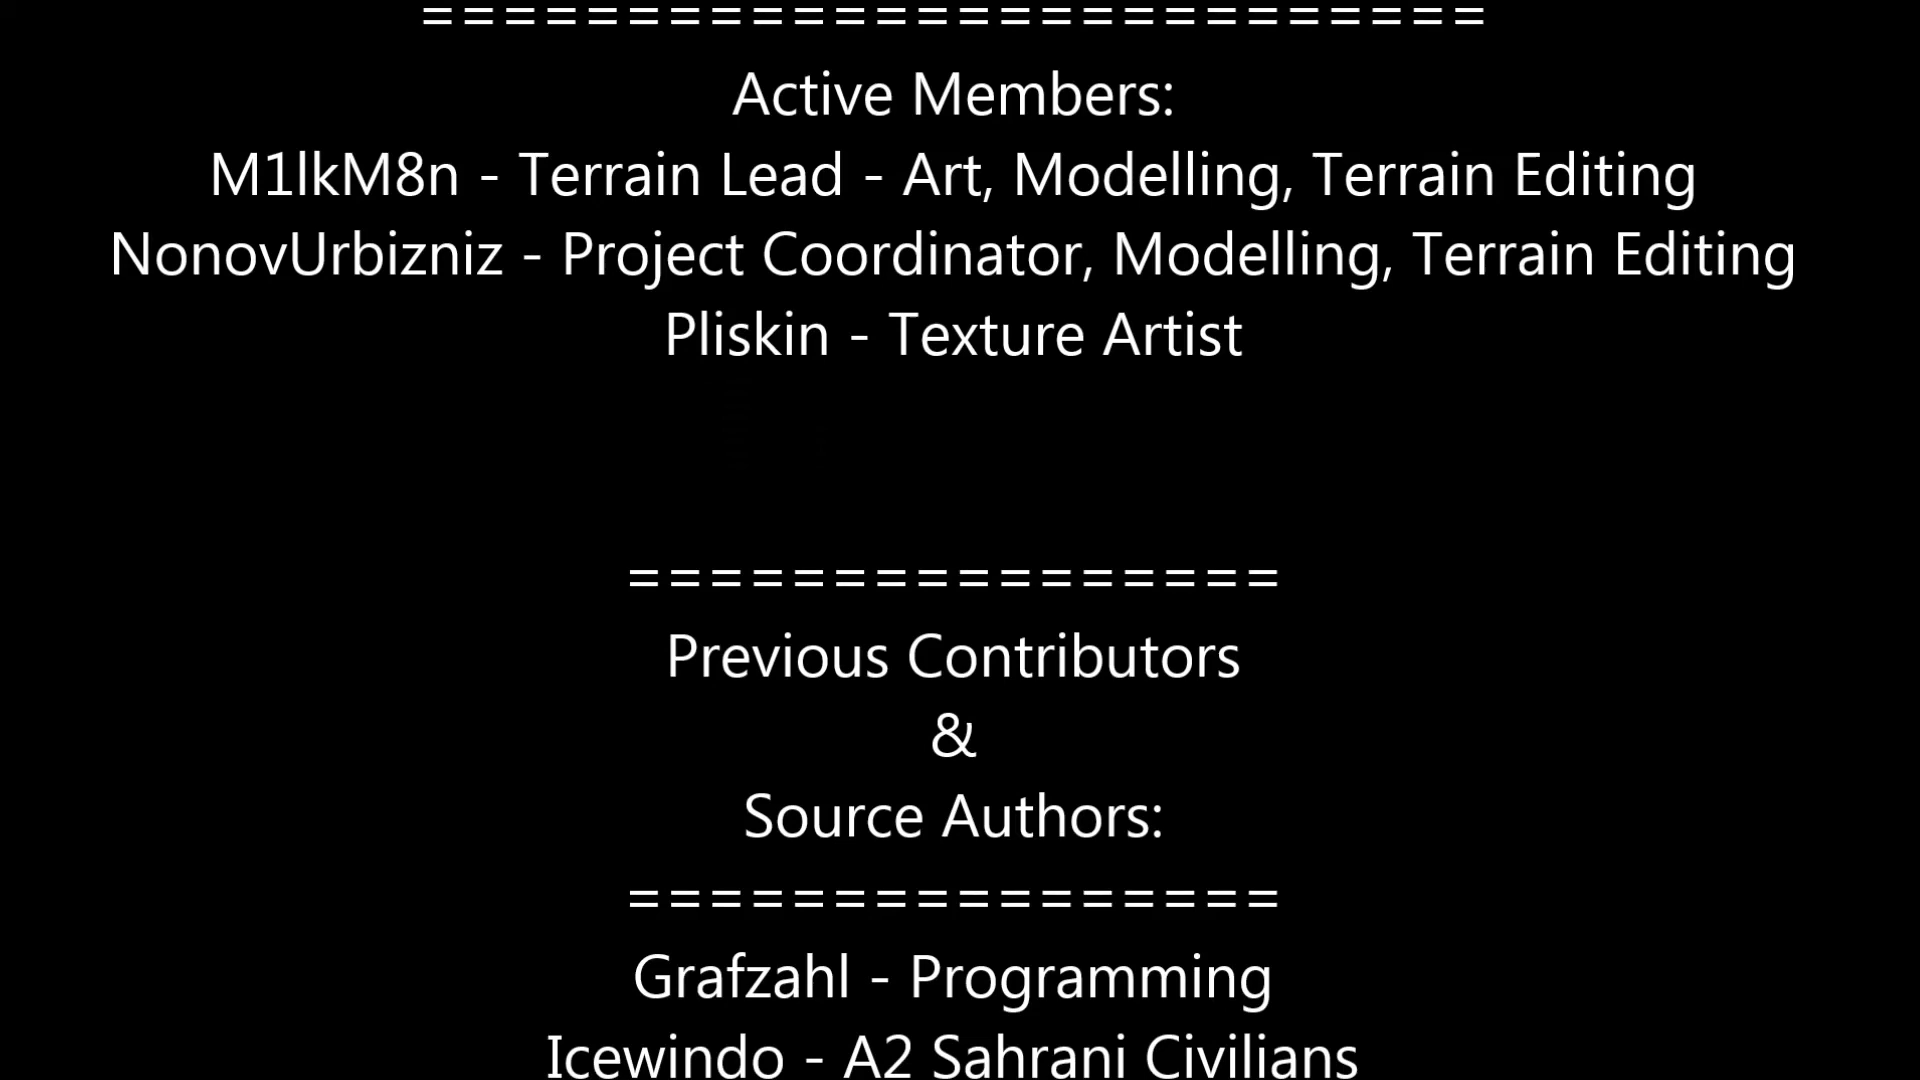 ==========================
Active Members:
M1lkM8n - Terrain Lead - Art, Modelling, Terrain Editing
NonovUrbizniz - Project Coordinator, Modelling, Terrain Editing
Pliskin - Texture Artist
================
Previous Contributors
&
Source Authors:
================
Grafzahl - Programming
Icewindo - A2 Sahrani Civilians